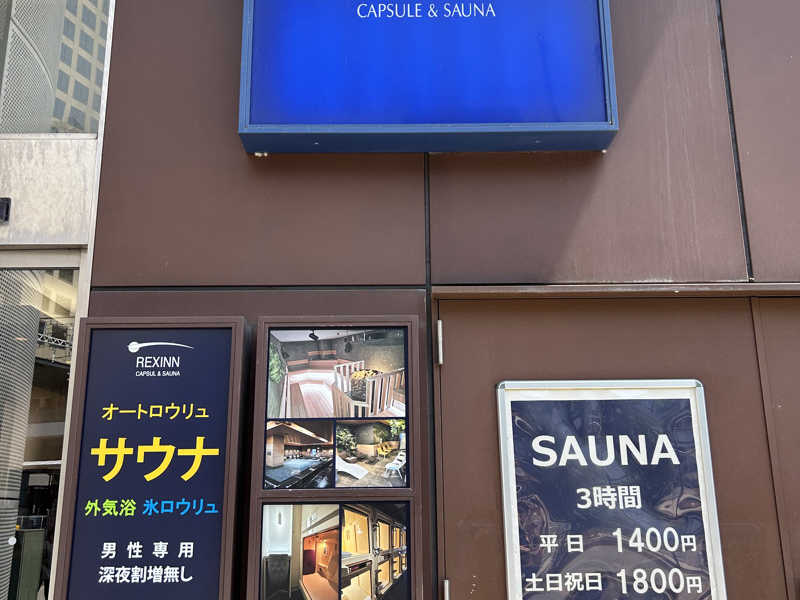 CAPSULE & SAUNA
REXINN
CAPSUL & SAUNA
オートロウリュ
サウナ
外気浴 氷ロウリュ
男性専用
深夜割増無し
SAUNA
3時間
平日 1400円
土日祝日 1800円